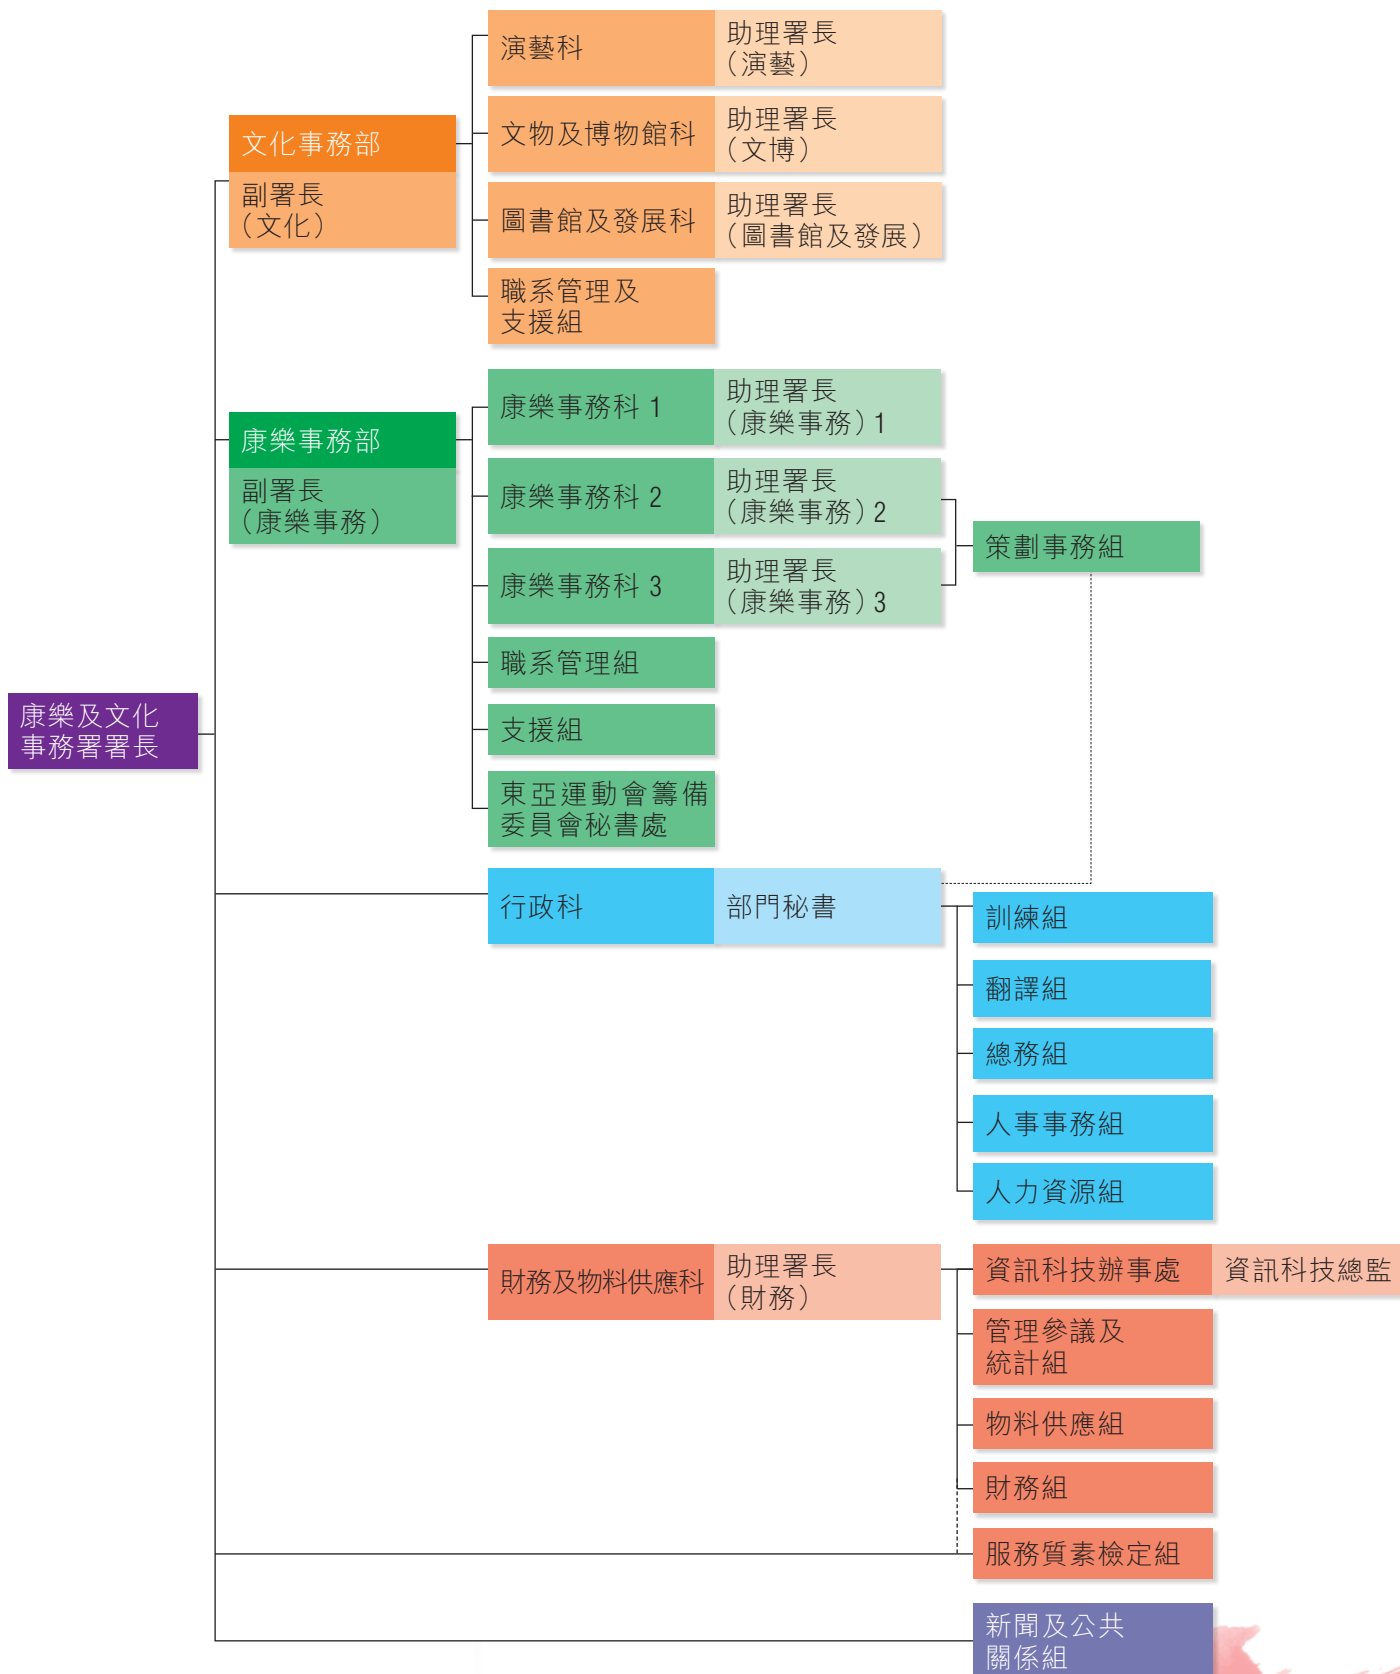 演藝科
助理署長
（演藝）
文物及博物館科
助理署長
（文博）
文化事務部
副署長
（文化）
圖書館及發展科
助理署長
（圖書館及發展）
職系管理及
支援組
康樂事務科 1
助理署長
（康樂事務）1
康樂事務部
副署長
（康樂事務）
康樂事務科 2
助理署長
（康樂事務）2
策劃事務組
康樂事務科 3
助理署長
（康樂事務）3
職系管理組
支援組
東亞運動會籌備
委員會秘書處
康樂及文化
事務署署長
行政科
部門秘書
訓練組
翻譯組
總務組
人事事務組
人力資源組
財務及物料供應科
助理署長
（財務）
資訊科技辦事處
資訊科技總監
管理參議及
統計組
物料供應組
財務組
服務質素檢定組
新聞及公共
關係組